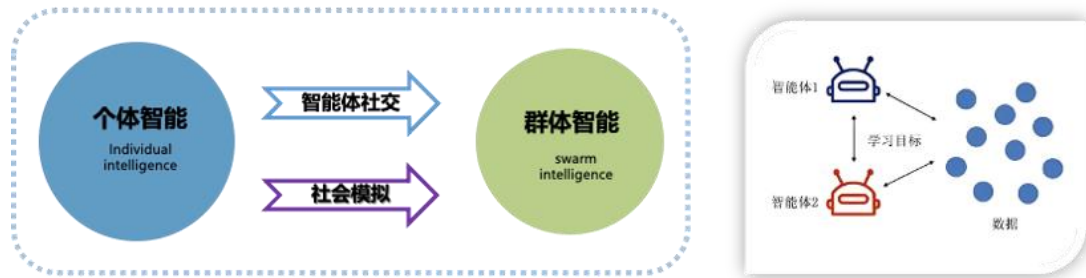 个体智能
Individual
intelligence
智能体社交
社会模拟
群体智能
swarm
intelligence
智能体1
学习目标
智能体2
数据